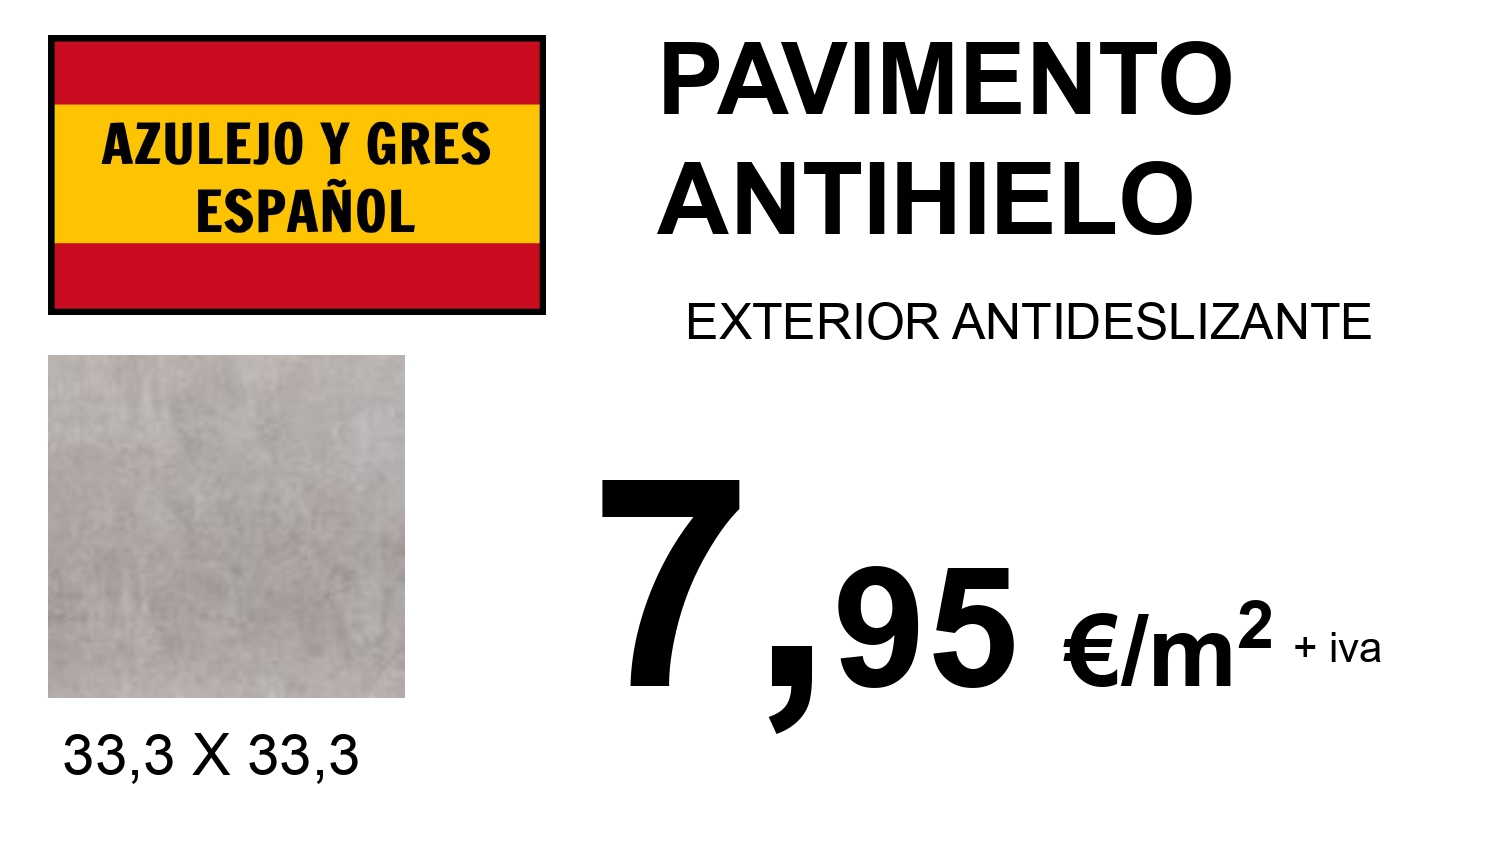 AZULEJO Y GRES
ESPAÑOL
PAVIMENTO
ANTIHIELO
EXTERIOR ANTIDESLIZANTE
7,95 €/m² + iva
33,3 X 33,3